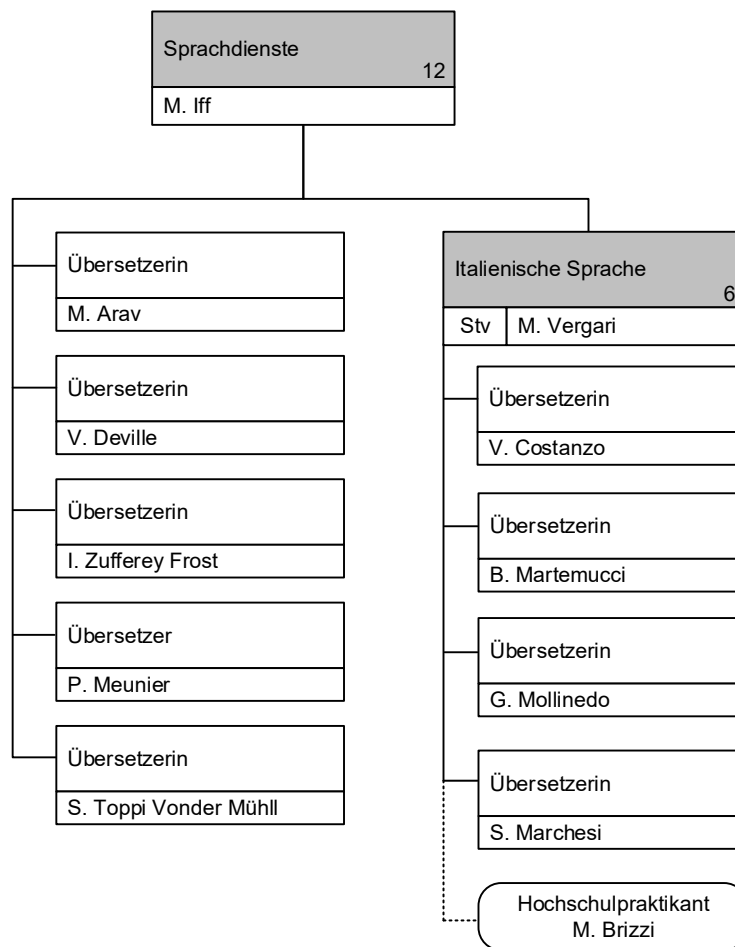 Sprachdienste
12
M. Iff
Übersetzerin
M. Arav
Übersetzerin
V. Deville
Übersetzerin
I. Zufferey Frost
Übersetzer
P. Meunier
Übersetzerin
S. Toppi Vonder Mühll
Italienische Sprache
6
Stv M. Vergari
Übersetzerin
V. Costanzo
Übersetzerin
B. Martemucci
Übersetzerin
G. Mollinedo
Übersetzerin
S. Marchesi
Hochschulpraktikant
M. Brizzi